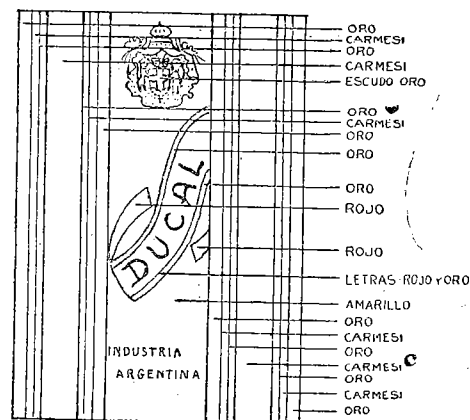 ORO
CARMESI
ORO
CARMESI
ESCUDO ORO
ORO
CARMESI
ORO
ORO
ORO
ROJO
ROJO
LETRAS-ROJO Y ORO
AMARILLO
ORO
CARMESI
ORO
CARMESI
ORO
CARMESI
ORO
DUCAL
INDUSTRIA
ARGENTINA